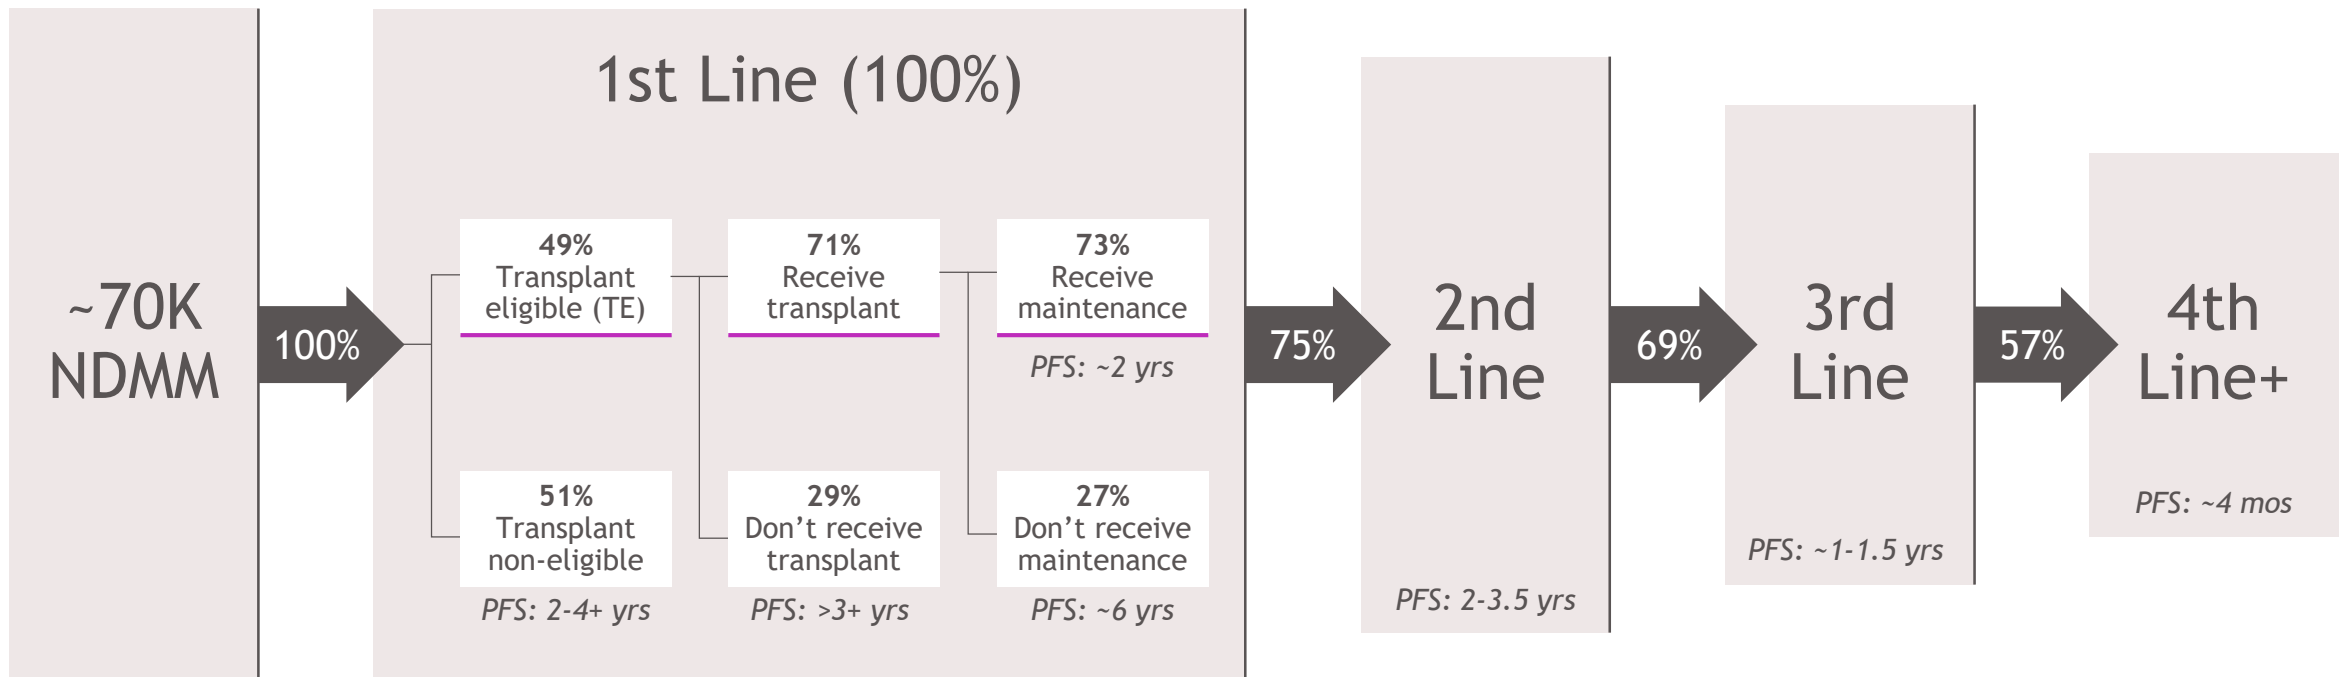 ~70K
NDMM
100%
1st Line (100%)
49%
Transplant
eligible (TE)
71%
Receive
transplant
73%
Receive
maintenance
PFS: ~2 yrs
51%
Transplant
non-eligible
PFS: 2-4+ yrs
29%
Don’t receive
transplant
PFS: >3+ yrs
27%
Don’t receive
maintenance
PFS: ~6 yrs
75%
2nd
Line
PFS: 2-3.5 yrs
69%
3rd
Line
PFS: ~1-1.5 yrs
57%
4th
Line+
PFS: ~4 mos